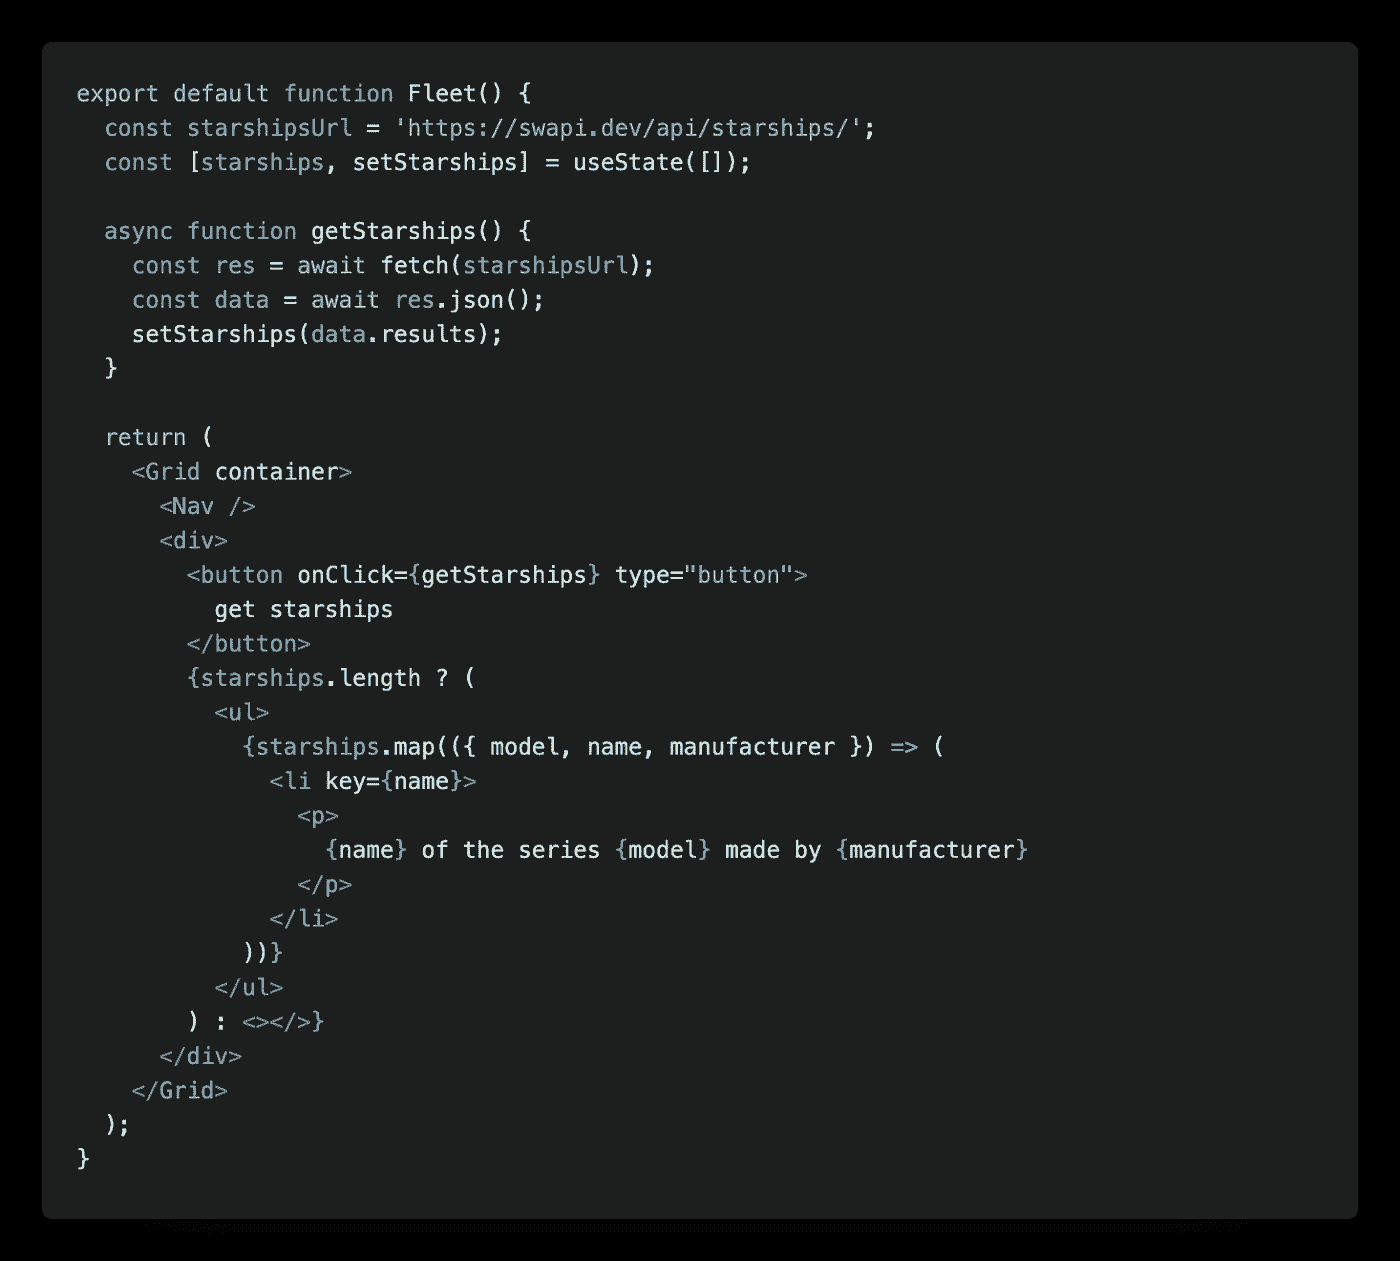 export default function Fleet() {
  const starshipsUrl = 'https://swapi.dev/api/starships/';
  const [starships, setStarships] = useState([]);

  async function getStarships() {
    const res = await fetch(starshipsUrl);
    const data = await res.json();
    setStarships(data.results);
  }

  return (
    <Grid container>
      <Nav />
      <div>
        <button onClick={getStarships} type="button">
          get starships
        </button>
        {starships.length ? (
          <ul>
            {starships.map(({ model, name, manufacturer }) => (
              <li key={name}>
                <p>
                  {name} of the series {model} made by {manufacturer}
                </p>
              </li>
            ))}
          </ul>
        ) : <></>}
      </div>
    </Grid>
  );
}